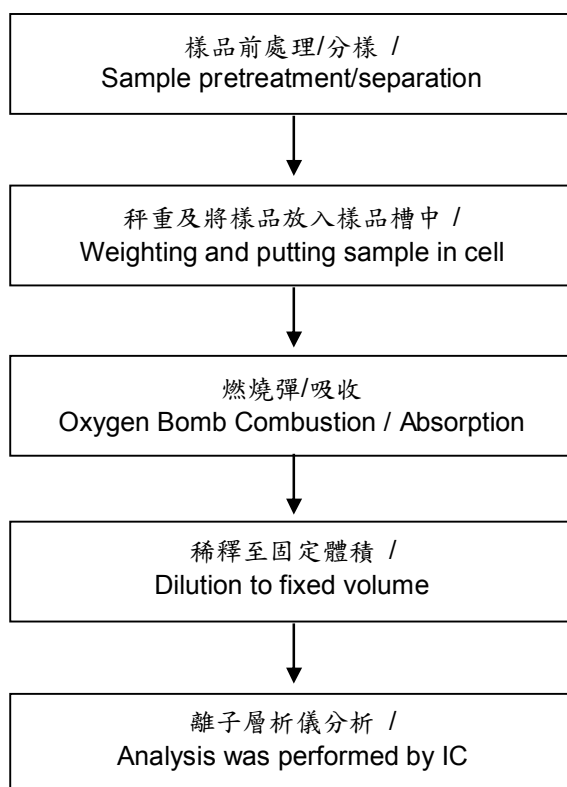 樣品前處理/分樣 /
Sample pretreatment/separation
秤重及將樣品放入樣品槽中 /
Weighting and putting sample in cell
燃燒彈/吸收
Oxygen Bomb Combustion / Absorption
稀釋至固定體積 /
Dilution to fixed volume
離子層析儀分析 /
Analysis was performed by IC